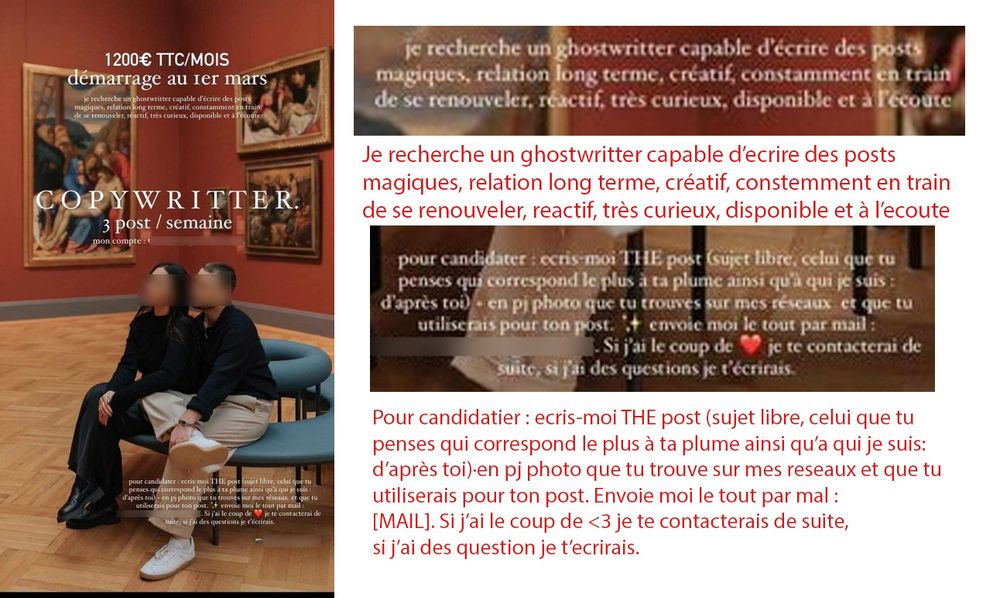 1200€ TTC/MOIS
démarrage au 1er mars
je recherche un ghostwritter capable d'écrire des posts
magiques, relation long terme, créatif, constamment en train
de se renouveler, réactif, très curieux, disponible et à l'écoute.
COPYWRITTER.
3 post / semaine
mon compte :
pour candidater : ecris-moi THE post (sujet libre, celui que tu
penses qui correspond le plus à ta plume ainsi qu'à qui je suis :
d'après toi) + en pj photo que tu trouves sur mes réseaux et que tu
utiliserais pour ton post. ✨ envoie moi le tout par mail :
. Si j'ai le coup de ❤️ je te contacterai de
suite, si j'ai des questions je t'écrirais.
je recherche un ghostwritter capable d'écrire des posts
magiques, relation long terme, créatif, constamment en train
de se renouveler, réactif, très curieux, disponible et à l'écoute
Je recherche un ghostwritter capable d'ecrire des posts
magiques, relation long terme, créatif, constemment en train
de se renouveler, reactif, très curieux, disponible et à l'ecoute
pour candidater : ecris-moi THE post (sujet libre, celui que tu
penses qui correspond le plus à ta plume ainsi qu'à qui je suis :
d'après toi) + en pj photo que tu trouves sur mes réseaux et que tu
utiliserais pour ton post. ✨ envoie moi le tout par mail :
. Si j'ai le coup de ❤️ je te contacterai de
suite, si j'ai des questions je t'écrirais.
Pour candidatier : ecris-moi THE post (sujet libre, celui que tu
penses qui correspond le plus à ta plume ainsi qu'a qui je suis:
d'après toi)·en pj photo que tu trouve sur mes reseaux et que tu
utiliserais pour ton post. Envoie moi le tout par mal :
[MAIL]. Si j'ai le coup de <3 je te contacterais de suite,
si j'ai des question je t'ecrirais.